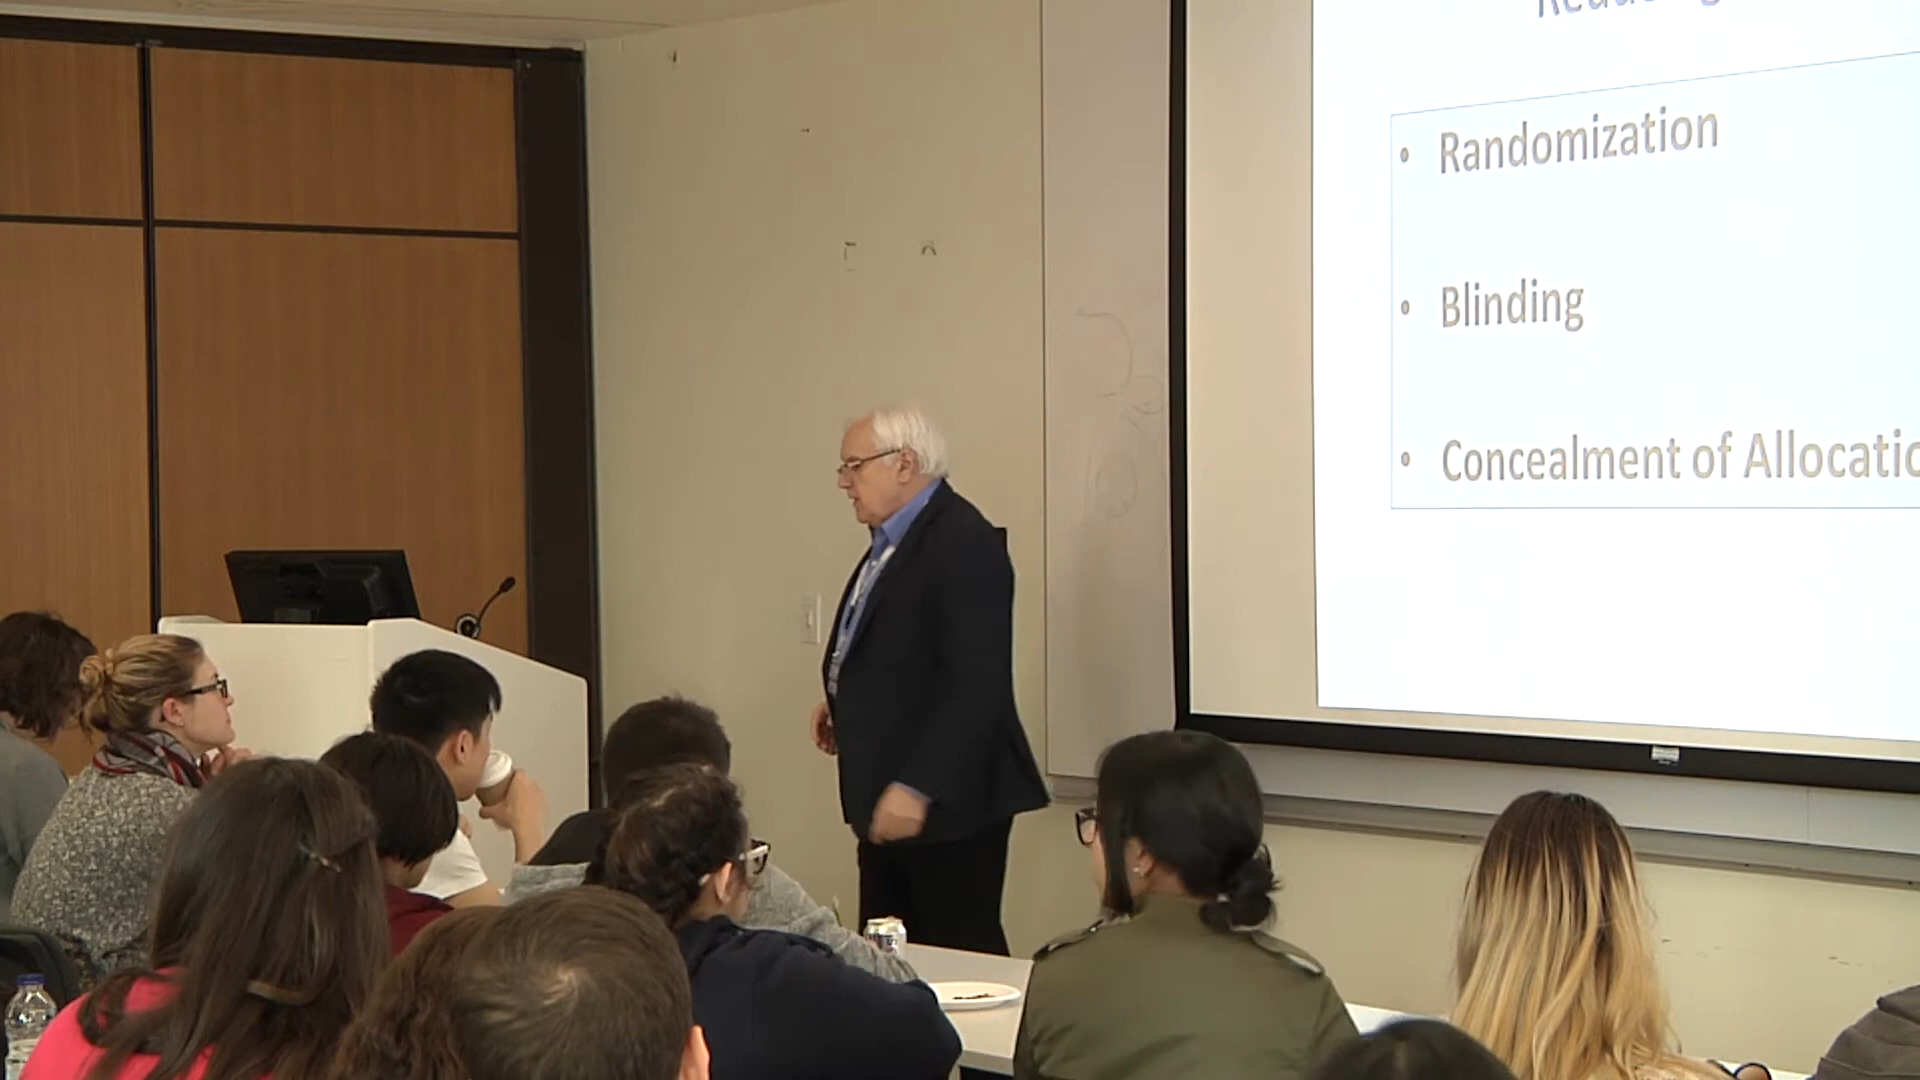 • Randomization
• Blinding
• Concealment of Allocatio